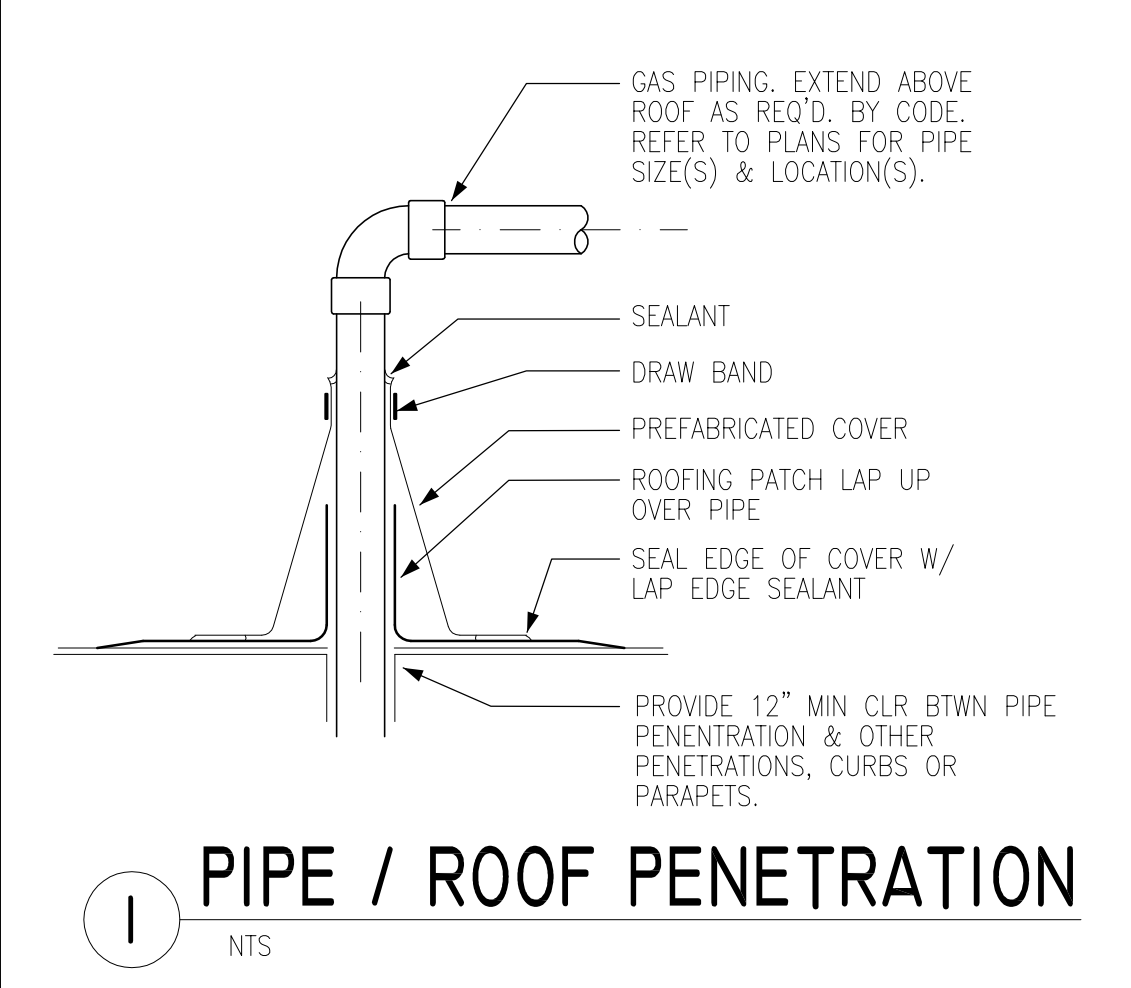 GAS PIPING. EXTEND ABOVE
ROOF AS REQ'D. BY CODE.
REFER TO PLANS FOR PIPE
SIZE(S) & LOCATION(S).
SEALANT
DRAW BAND
PREFABRICATED COVER
ROOFING PATCH LAP UP
OVER PIPE
SEAL EDGE OF COVER W/
LAP EDGE SEALANT
PROVIDE 12" MIN CLR BTWN PIPE
PENENTRATION & OTHER
PENETRATIONS, CURBS OR
PARAPETS.
1 PIPE / ROOF PENETRATION
NTS